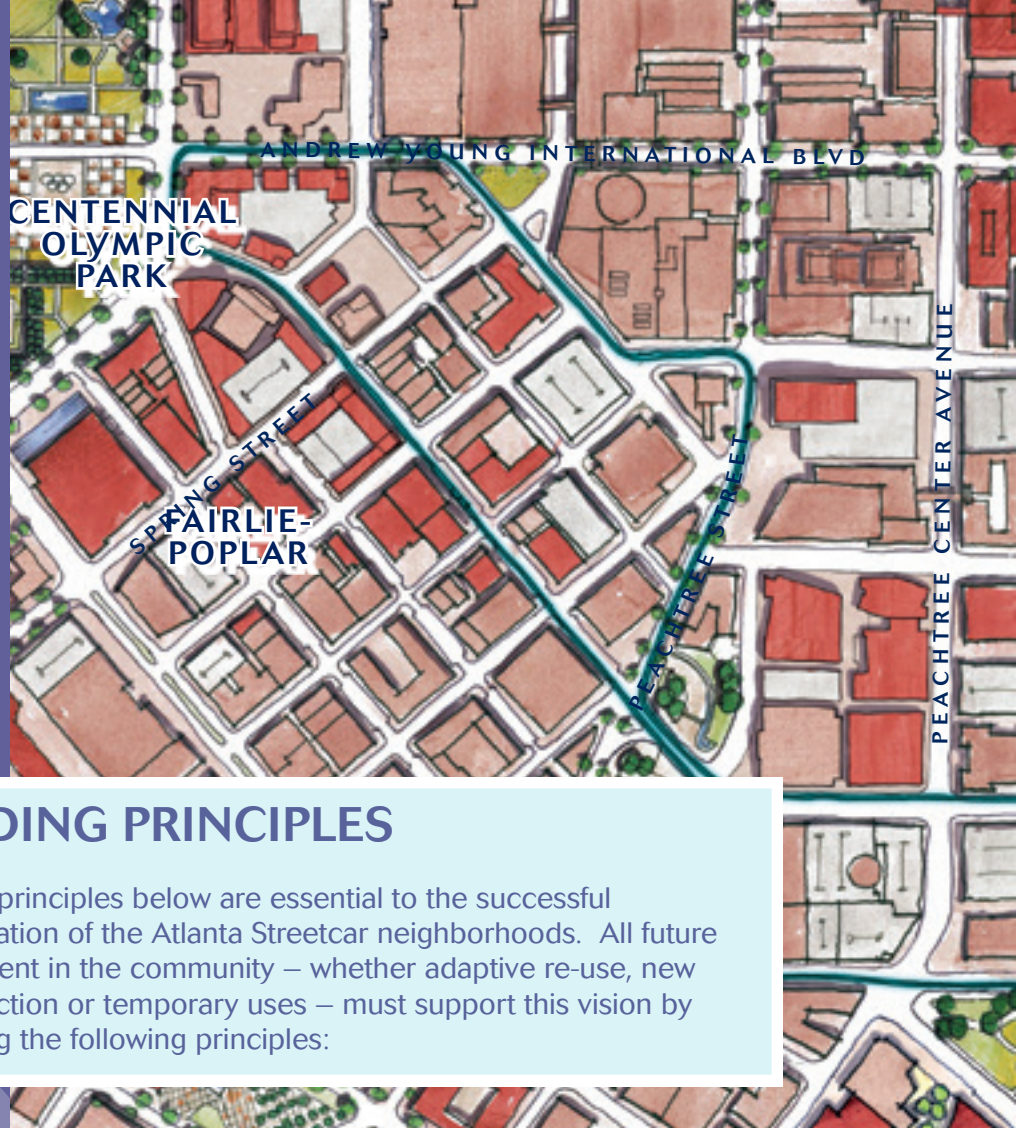 ANDREW YOUNG INTERNATIONAL BLVD
CENTENNIAL
OLYMPIC
PARK
PEACHTREE CENTER AVENUE
SPRING STREET
PEACHTREE STREET
FAIRLIE-
POPLAR
DING PRINCIPLES
principles below are essential to the successful
ation of the Atlanta Streetcar neighborhoods.  All future
ent in the community – whether adaptive re-use, new
ction or temporary uses – must support this vision by
g the following principles: